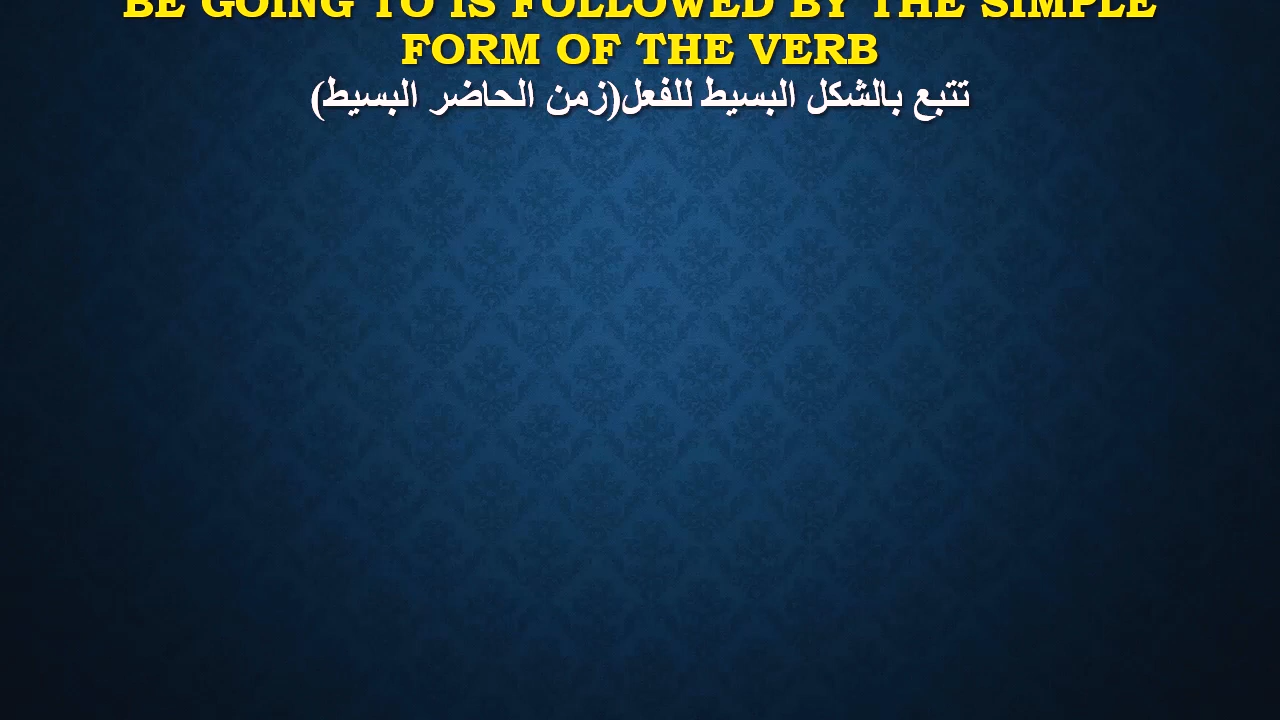 BE GOING TO IS FOLLOWED BY THE SIMPLE
FORM OF THE VERB
تتبع بالشكل البسيط للفعل(زمن الحاضر البسيط)